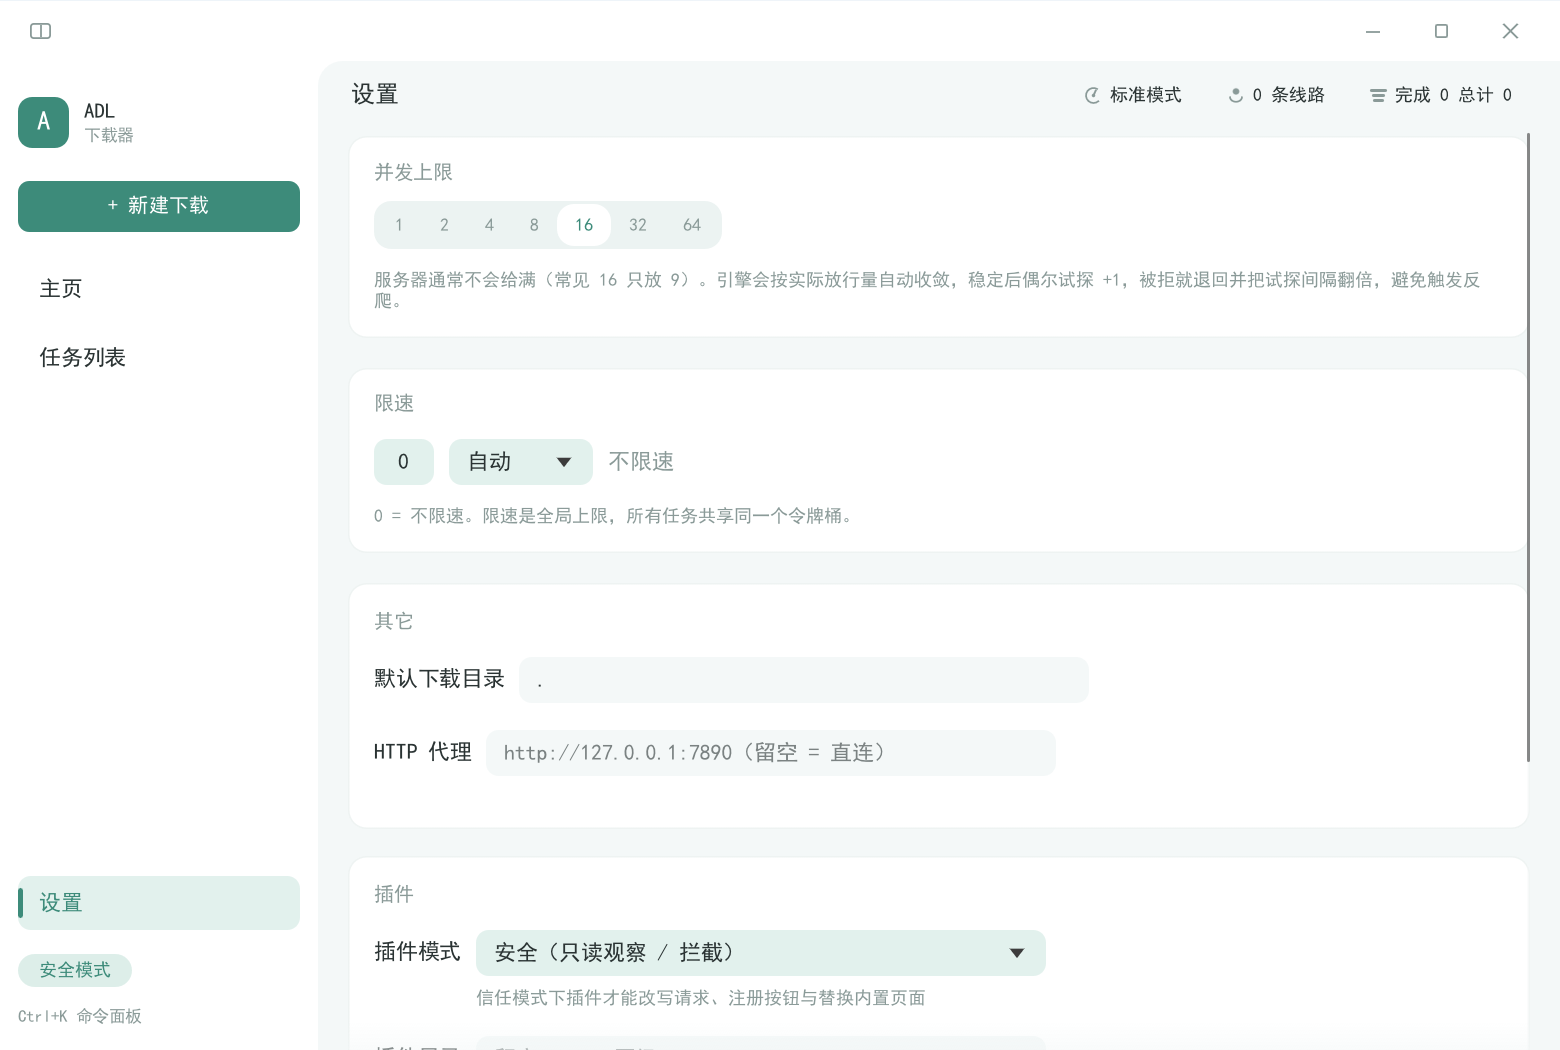 A
ADL
下载器
+ 新建下载
主页
任务列表
设置
安全模式
Ctrl+K 命令面板
设置
标准模式
0 条线路
完成 0 总计 0
并发上限
1 2 4 8 16 32 64
服务器通常不会给满（常见 16 只放 9）。引擎会按实际放行量自动收敛，稳定后偶尔试探 +1，被拒就退回并把试探间隔翻倍，避免触发反
爬。
限速
0 自动 不限速
0 = 不限速。限速是全局上限，所有任务共享同一个令牌桶。
其它
默认下载目录 .
HTTP 代理 http://127.0.0.1:7890（留空 = 直连）
插件
插件模式 安全（只读观察 / 拦截）
信任模式下插件才能改写请求、注册按钮与替换内置页面